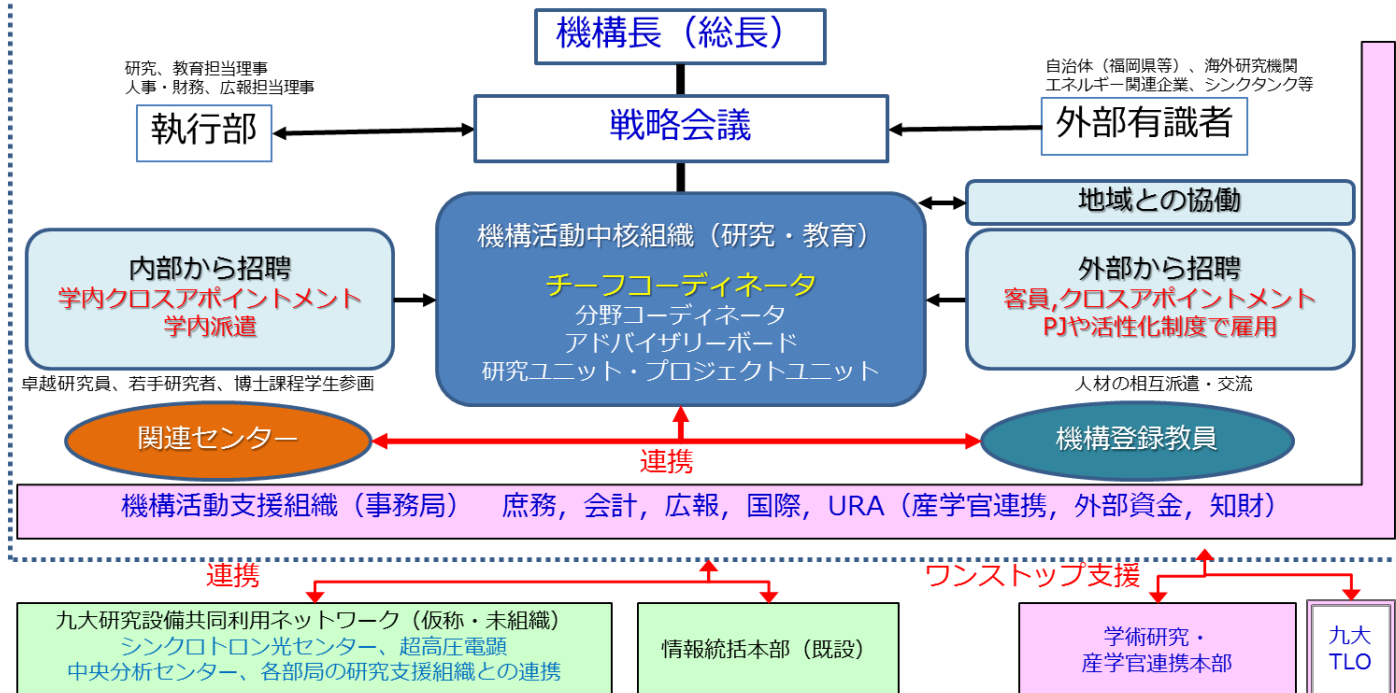 機構長（総長）
研究、教育担当理事
人事・財務、広報担当理事
執行部
戦略会議
自治体（福岡県等）、海外研究機関
エネルギー関連企業、シンクタンク等
外部有識者
地域との協働
機構活動中核組織（研究・教育）
チーフコーディネータ
分野コーディネータ
アドバイザリーボード
研究ユニット・プロジェクトユニット
内部から招聘
学内クロスアポイントメント
学内派遣
外部から招聘
客員,クロスアポイントメント
PJや活性化制度で雇用
卓越研究員、若手研究者、博士課程学生参画
人材の相互派遣・交流
関連センター
連携
機構登録教員
機構活動支援組織（事務局）　庶務，会計，広報，国際，URA（産学官連携，外部資金，知財）
連携
ワンストップ支援
九大研究設備共同利用ネットワーク（仮称・未組織）
シンクロトロン光センター、超高圧電顕
中央分析センター、各部局の研究支援組織との連携
情報統括本部（既設）
学術研究・
産学官連携本部
九大
TLO